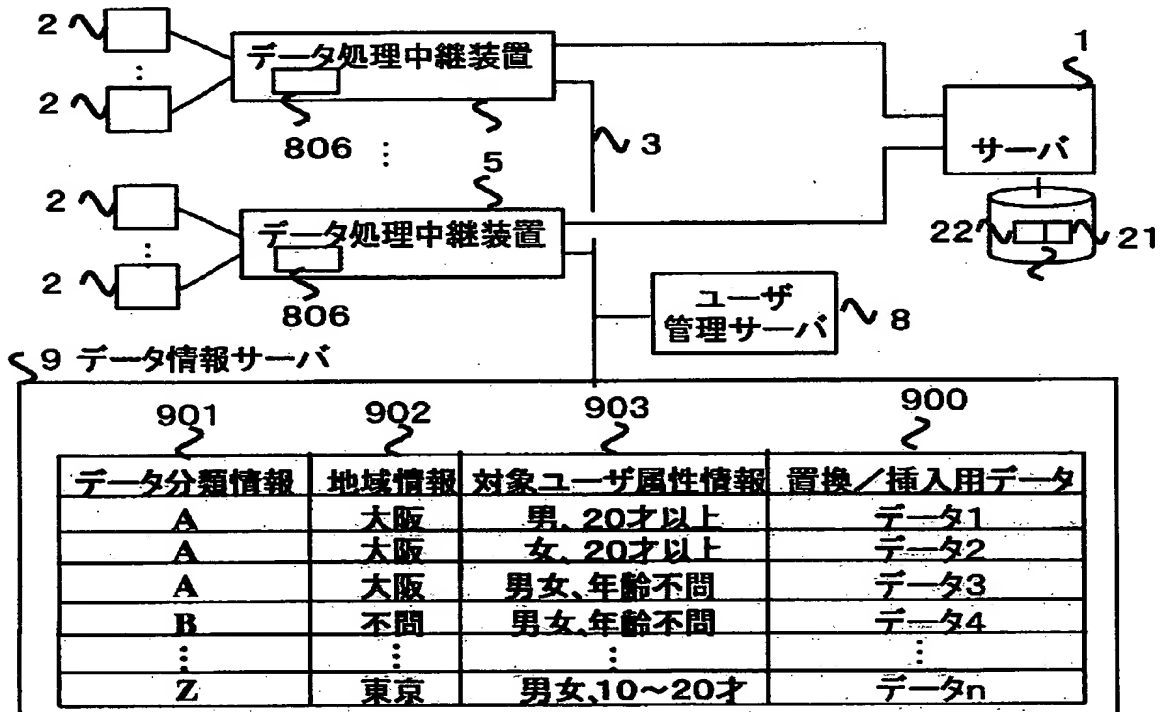 2
データ処理中継装置
1
2
806
5
3
サーバ
2
データ処理中継装置
22
21
2
806
ユーザ
管理サーバ
8
9 データ情報サーバ
901 902 903 900
データ分類情報 地域情報 対象ユーザ属性情報 置換／挿入用データ
A 大阪 男、20才以上 データ1
A 大阪 女、20才以上 データ2
A 大阪 男女、年齢不問 データ3
B 不問 男女、年齢不問 データ4
⋮ ⋮ ⋮ ⋮
Z 東京 男女、10～20才 データn